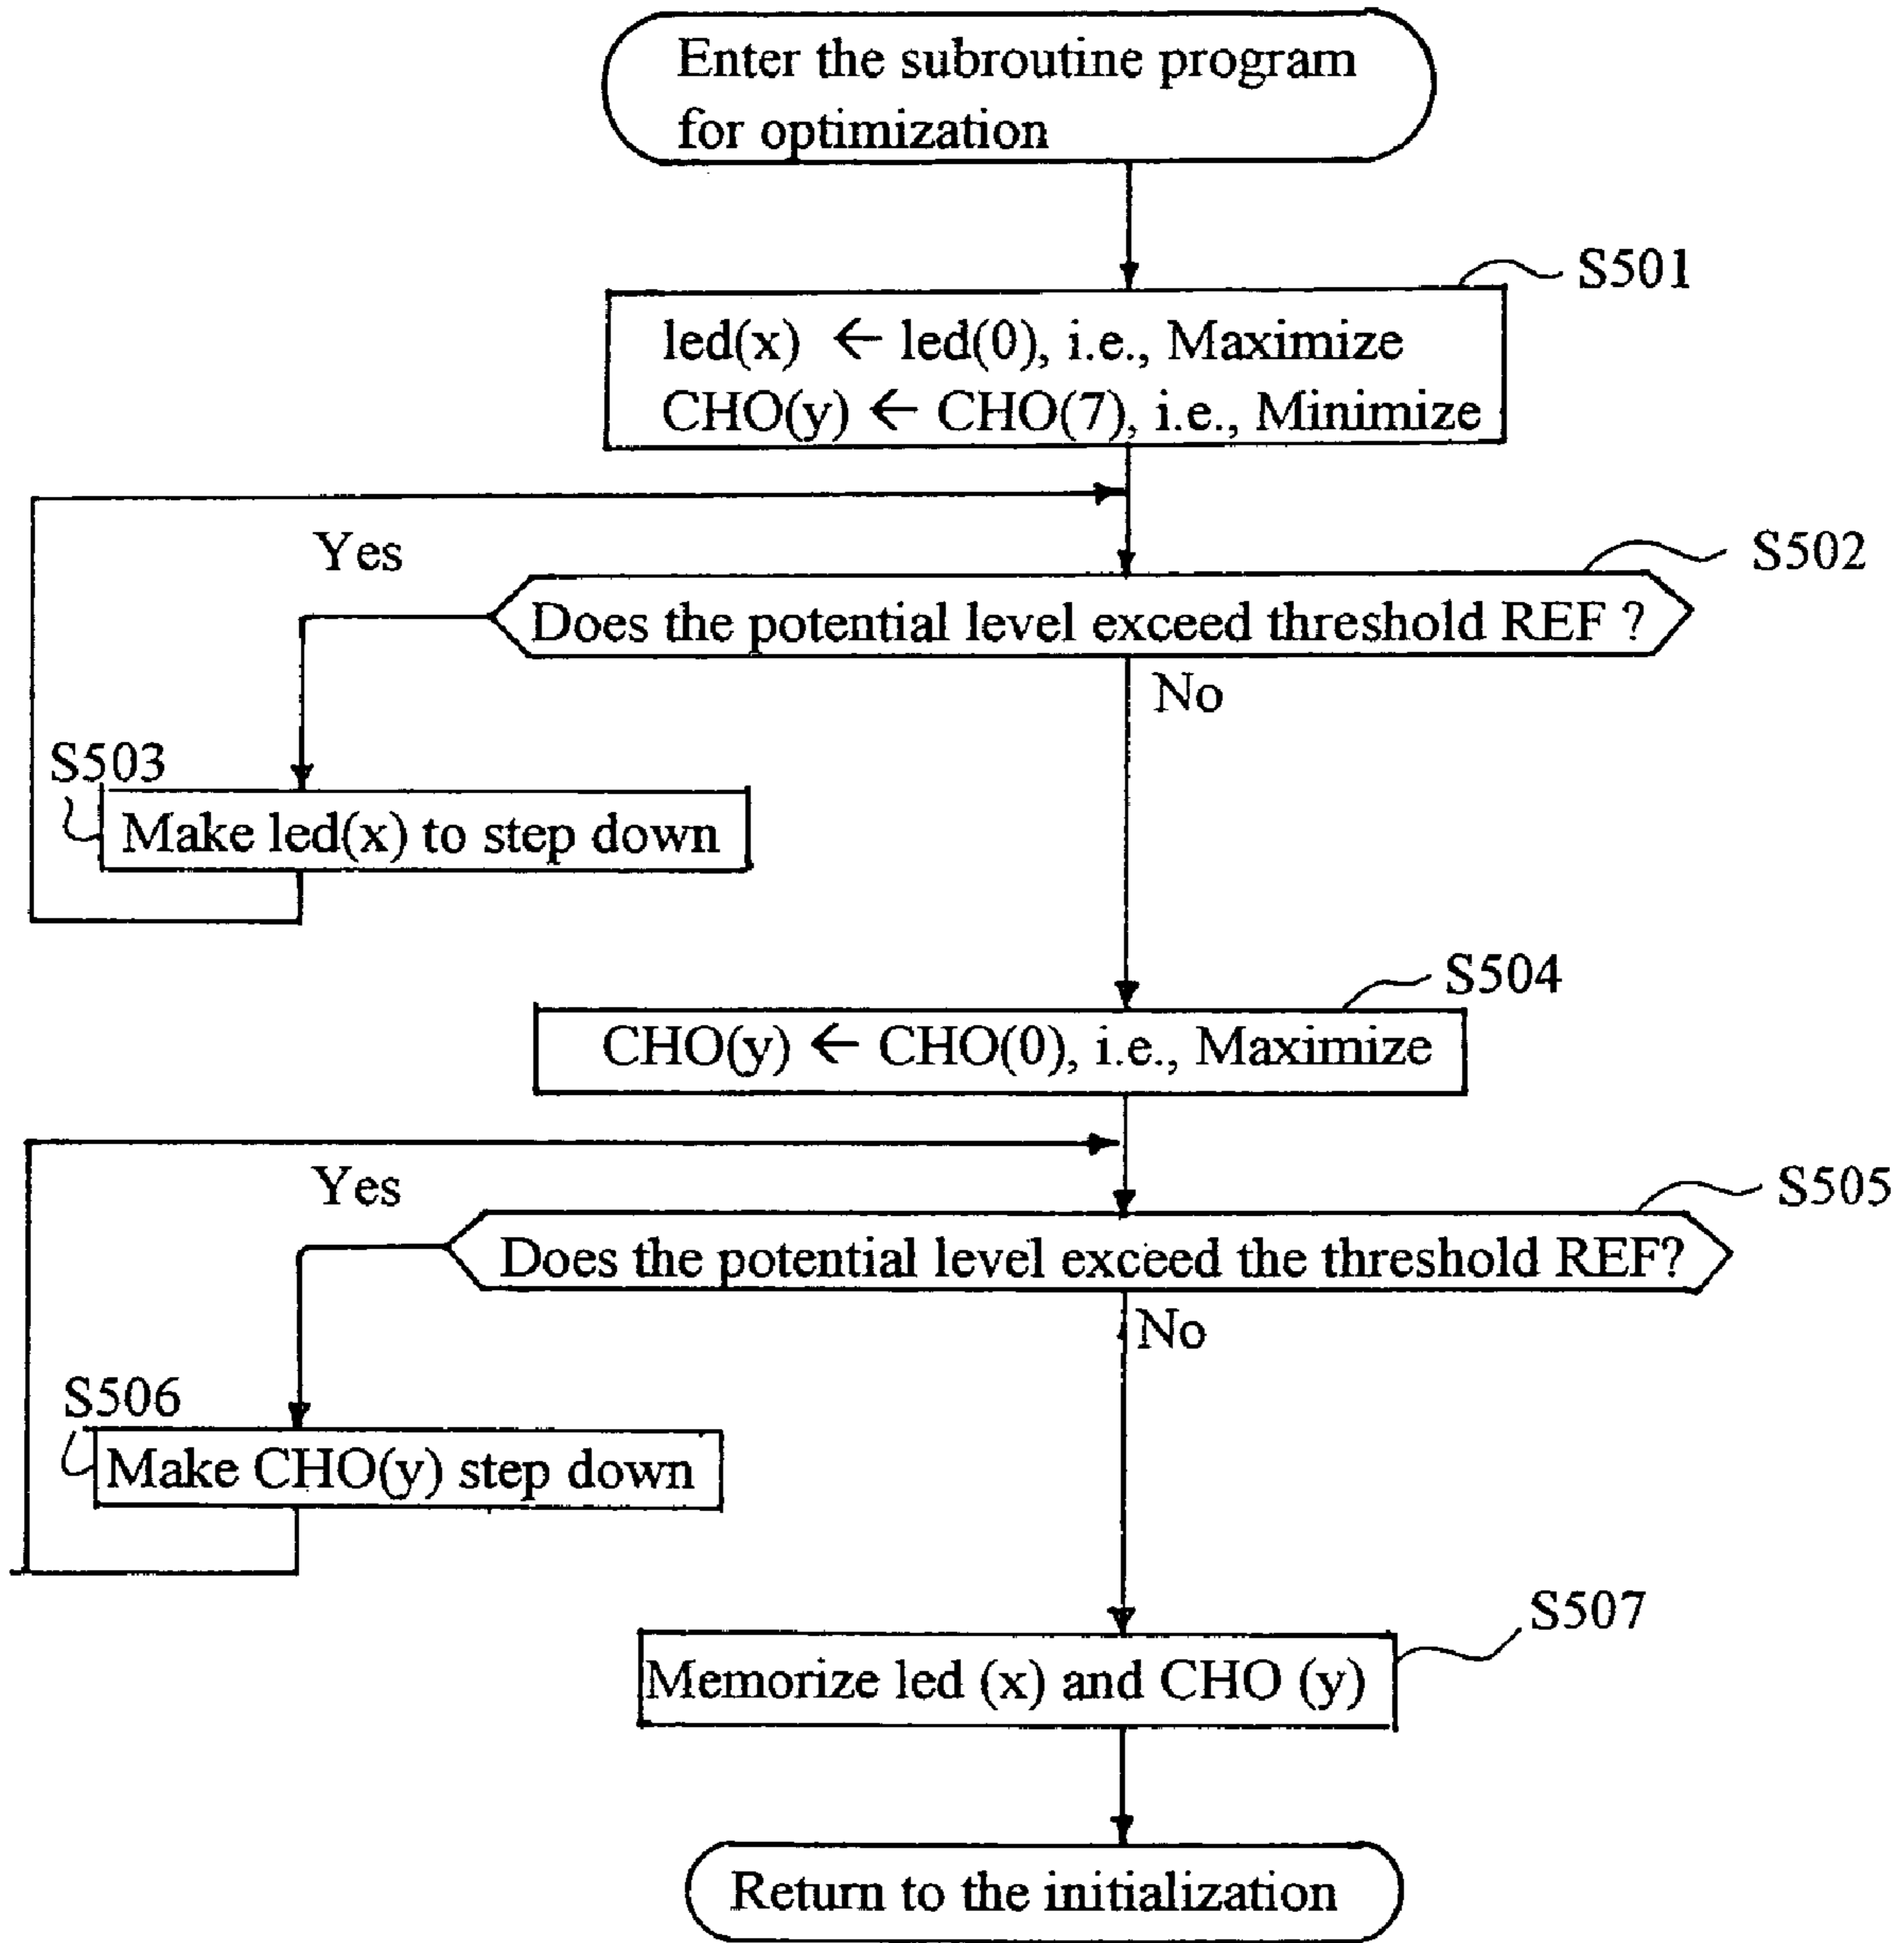 Enter the subroutine program
for optimization
S501
led(x) ← led(0), i.e., Maximize
CHO(y) ← CHO(7), i.e., Minimize
Yes
S502
Does the potential level exceed threshold REF ?
No
S503
Make led(x) to step down
S504
CHO(y) ← CHO(0), i.e., Maximize
Yes
S505
Does the potential level exceed the threshold REF?
No
S506
Make CHO(y) step down
S507
Memorize led (x) and CHO (y)
Return to the initialization